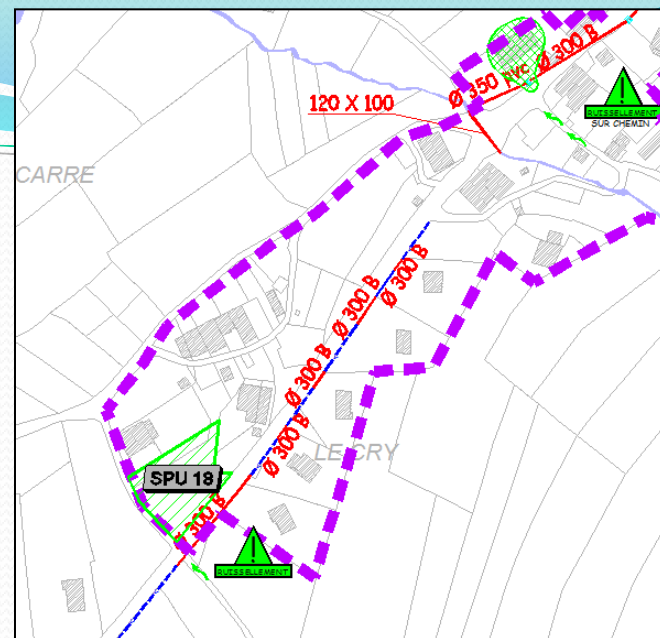 Ø 350 PVC
Ø 300 B
120 X 100
RUISSELLEMENT
SUR CHEMIN
CARRE
Ø 300 B
Ø 300 B
Ø 300 B
Ø 300 B
LE CRY
SPU 18
Ø 300 B
RUISSELLEMENT